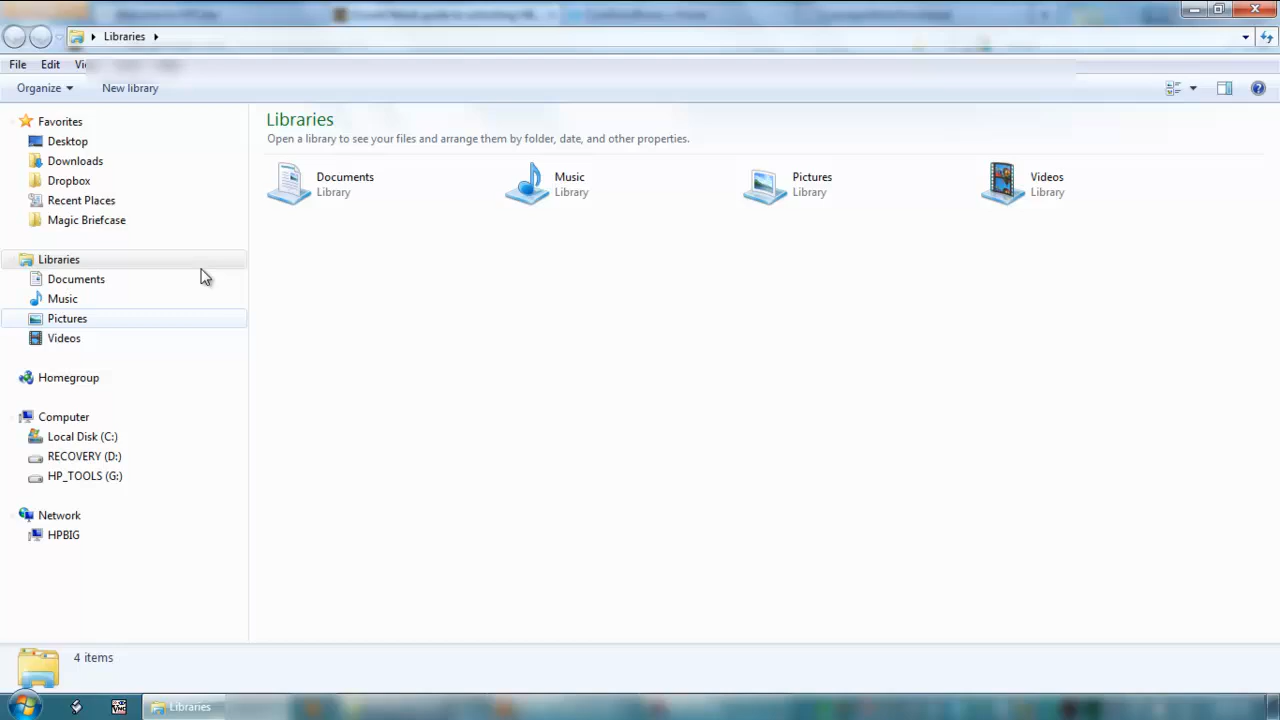 Libraries
File Edit
Organize New library
Favorites
Desktop
Downloads
Dropbox
Recent Places
Magic Briefcase
Libraries
Documents
Music
Pictures
Videos
Homegroup
Computer
Local Disk (C:)
RECOVERY (D:)
HP_TOOLS (G:)
Network
HPBIG
Libraries
Open a library to see your files and arrange them by folder, date, and other properties.
Documents
Library
Music
Library
Pictures
Library
Videos
Library
4 items
Libraries